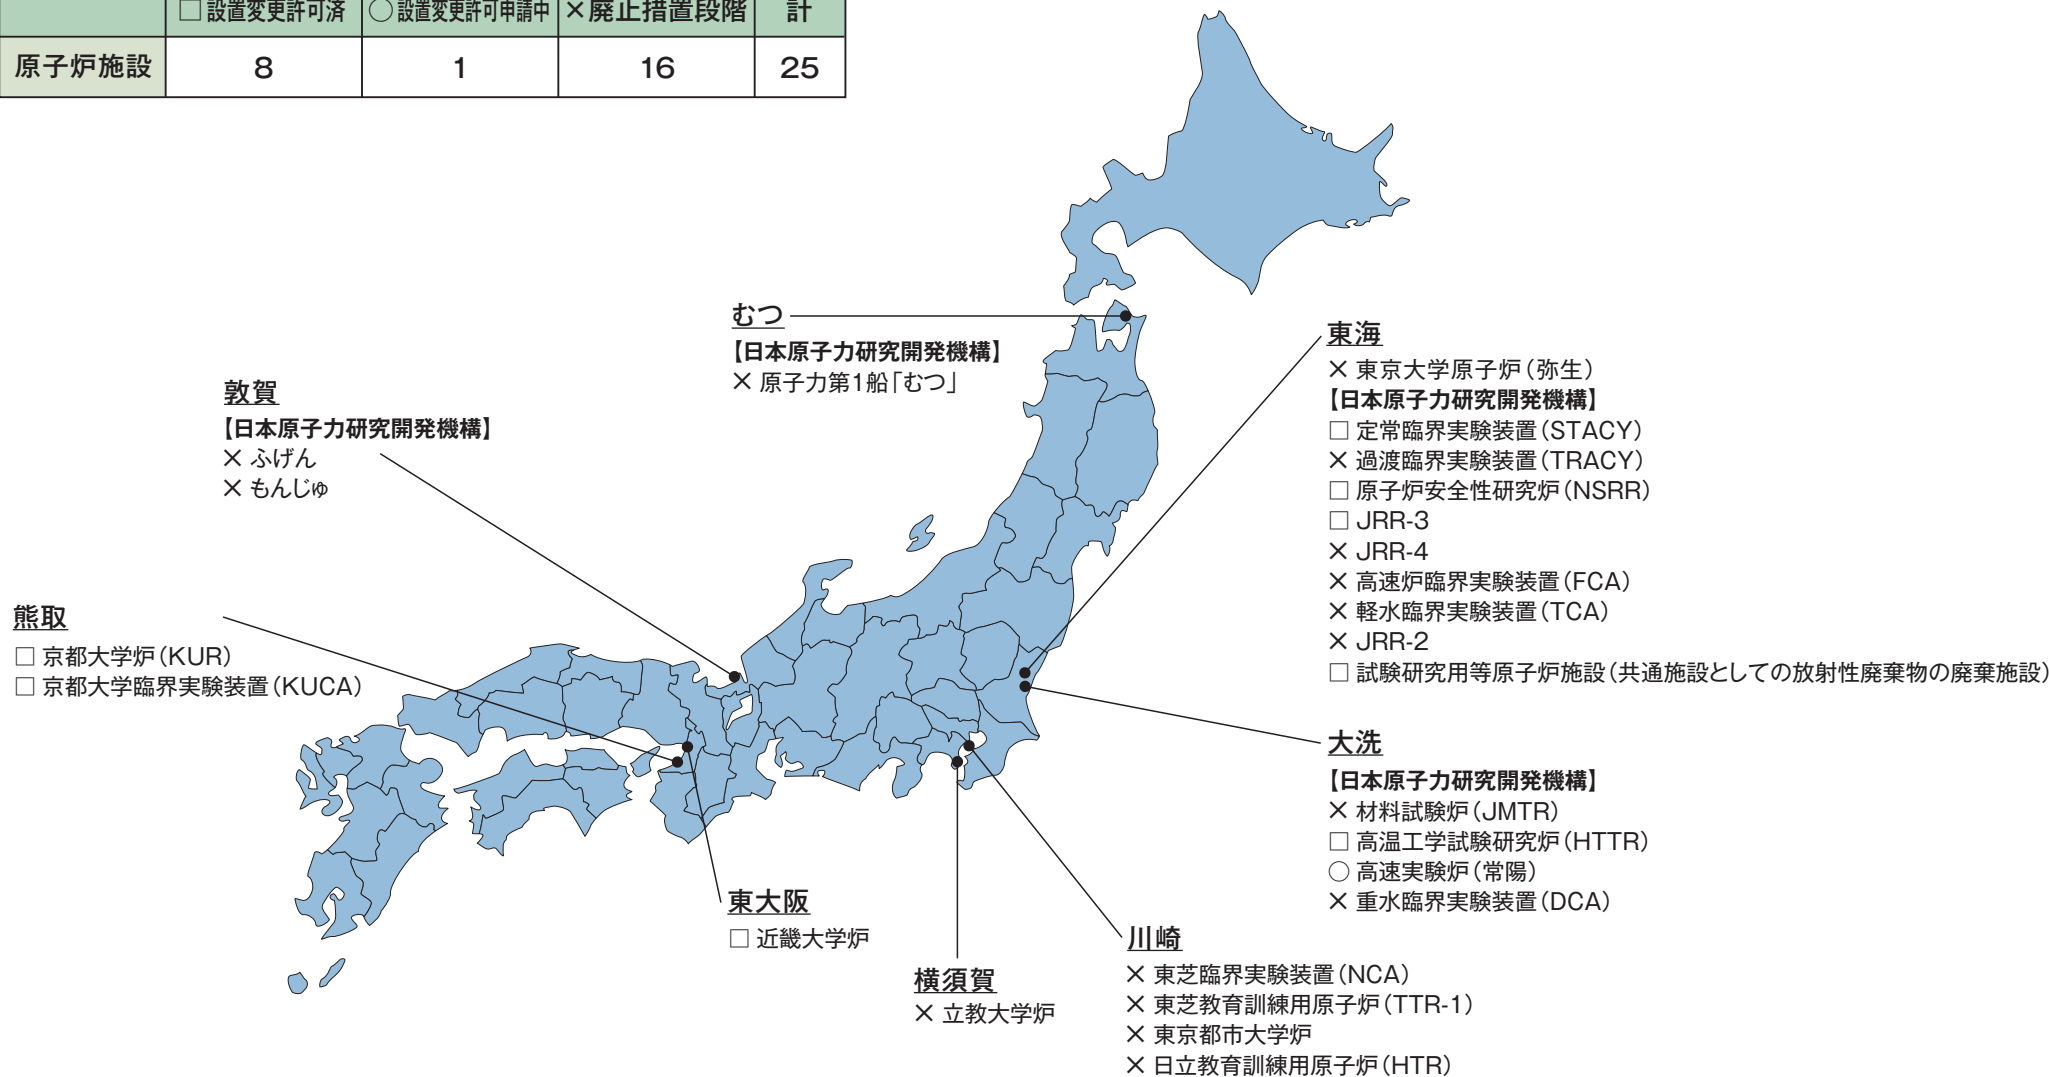 □ 設置変更許可済 ○ 設置変更許可申請中 ×廃止措置段階 計
原子炉施設 8 1 16 25
むつ
【日本原子力研究開発機構】
× 原子力第1船「むつ」
敦賀
【日本原子力研究開発機構】
× ふげん
× もんじゅ
熊取
□ 京都大学炉(KUR)
□ 京都大学臨界実験装置(KUCA)
東大阪
□ 近畿大学炉
横須賀
× 立教大学炉
川崎
× 東芝臨界実験装置(NCA)
× 東芝教育訓練用原子炉(TTR-1)
× 東京都市大学炉
× 日立教育訓練用原子炉(HTR)
東海
× 東京大学原子炉(弥生)
【日本原子力研究開発機構】
□ 定常臨界実験装置(STACY)
× 過渡臨界実験装置(TRACY)
□ 原子炉安全性研究炉(NSRR)
□ JRR-3
× JRR-4
× 高速炉臨界実験装置(FCA)
× 軽水臨界実験装置(TCA)
× JRR-2
□ 試験研究用等原子炉施設(共通施設としての放射性廃棄物の廃棄施設)
大洗
【日本原子力研究開発機構】
× 材料試験炉(JMTR)
□ 高温工学試験研究炉(HTTR)
○ 高速実験炉(常陽)
× 重水臨界実験装置(DCA)